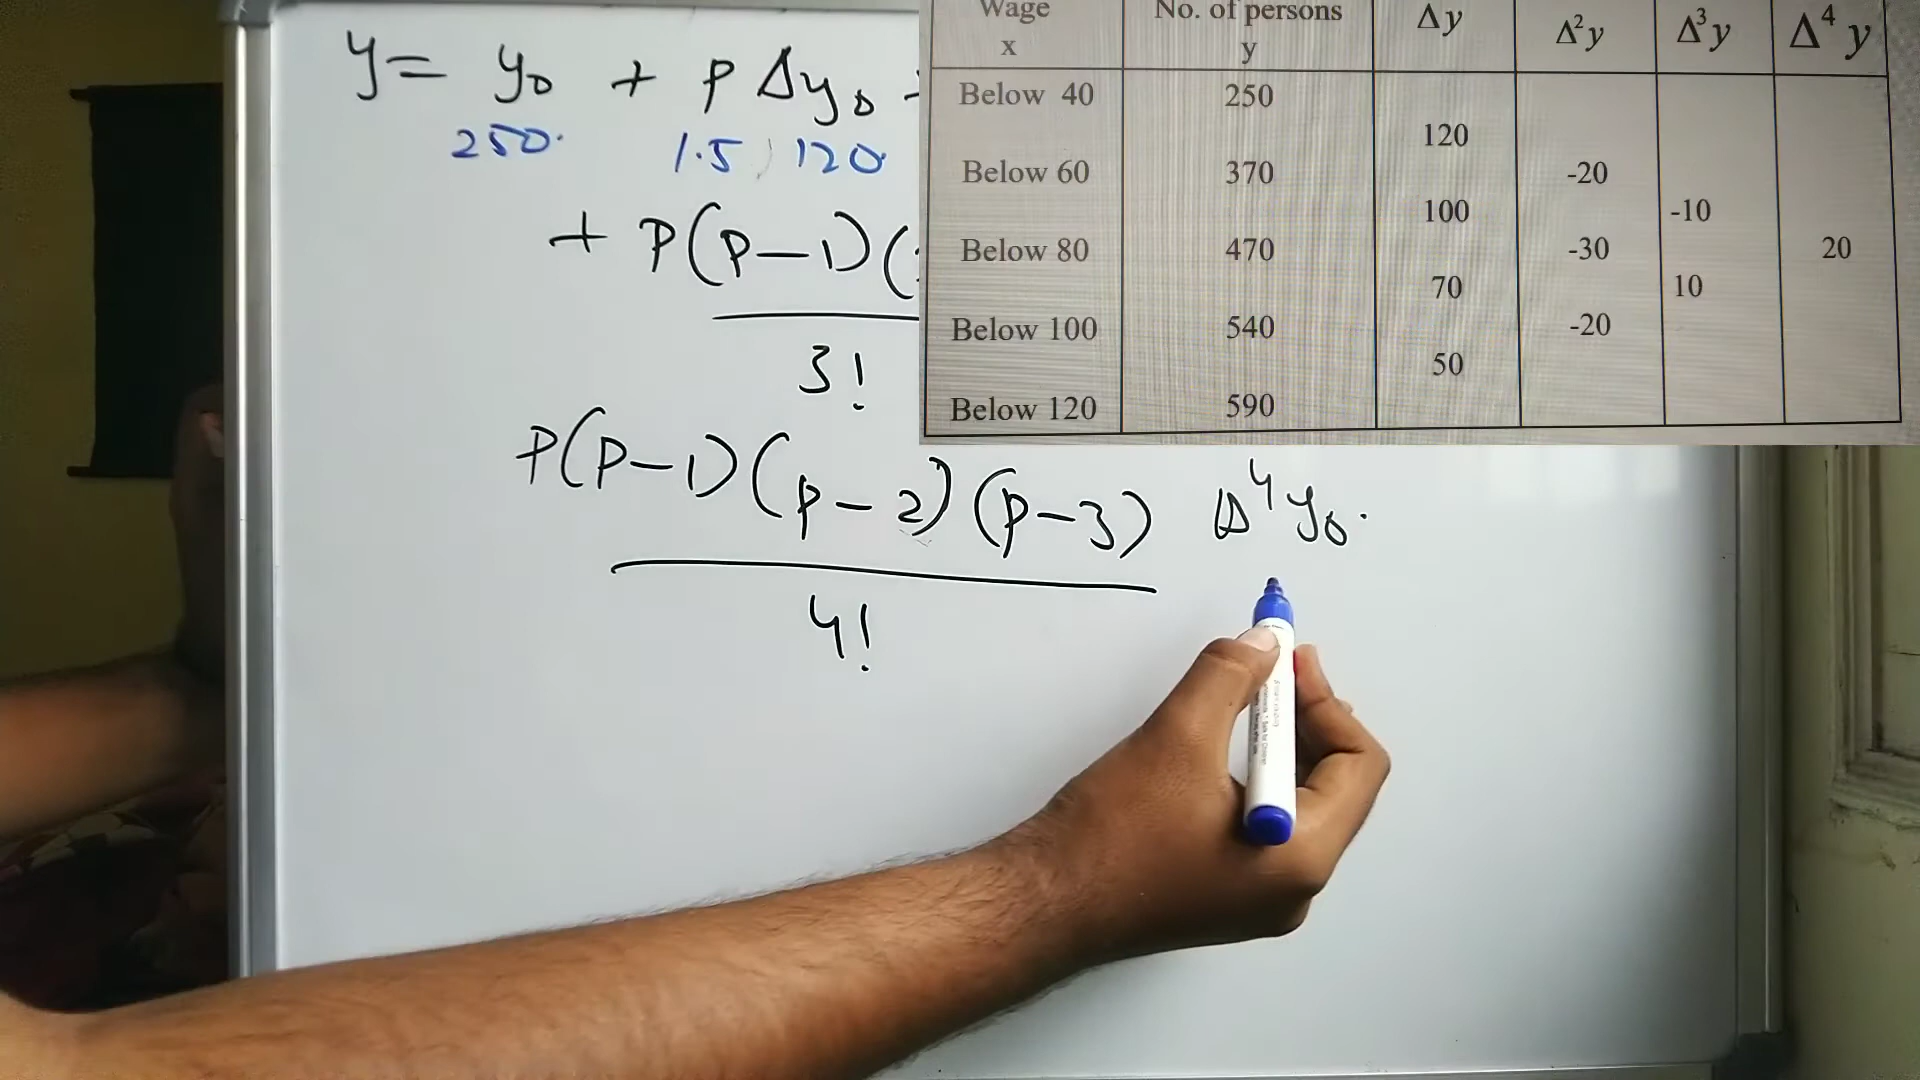 y = y₀ + p Δy₀ +
250. 1.5, 120.
+ P(P-1)(
3!
P(P-1)(p-2)(p-3) Δ⁴y₀.
4!
Wage No. of persons Δy Δ²y Δ³y Δ⁴y
x y
Below 40 250
120
Below 60 370 -20
100 -10
Below 80 470 -30 20
70 10
Below 100 540 -20
50
Below 120 590